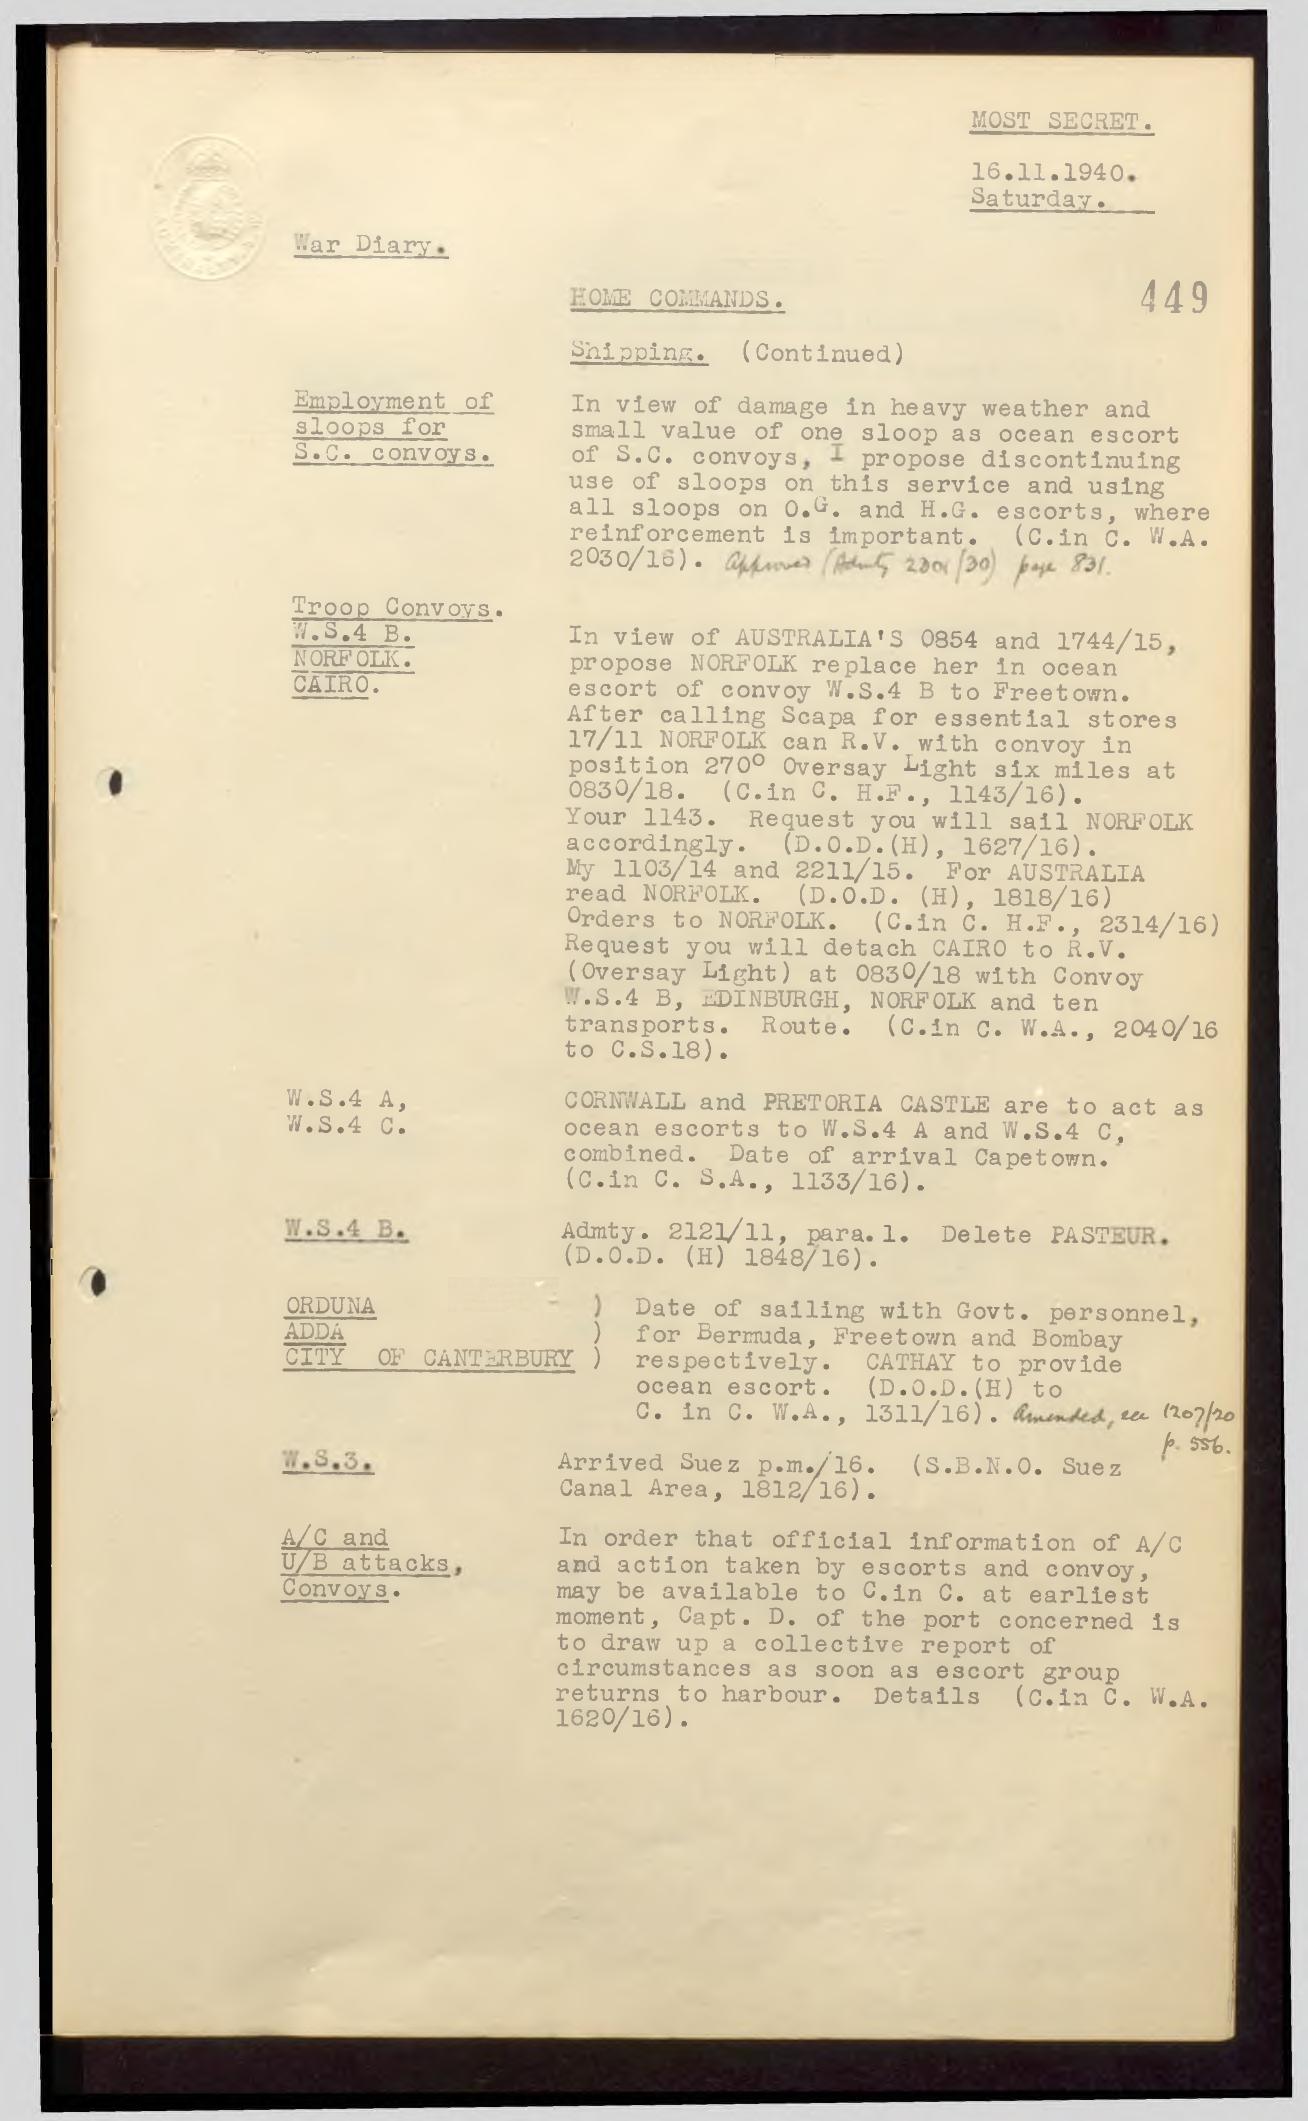 MOST SECRET.
16.11.1940.
Saturday.
War Diary.
HOME COMMANDS.
449
Shipping. (Continued)
Employment of
sloops for
S.C. convoys.
In view of damage in heavy weather and
small value of one sloop as ocean escort
of S.C. convoys, I propose discontinuing
use of sloops on this service and using
all sloops on O.G. and H.G. escorts, where
reinforcement is important. (C.in C. W.A.
2030/16). Approved (Admty /30) page 831.
Troop Convoys.
W.S.4 B.
NORFOLK.
CAIRO.
In view of AUSTRALIA'S 0854 and 1744/15,
propose NORFOLK replace her in ocean
escort of convoy W.S.4 B to Freetown.
After calling Scapa for essential stores
17/11 NORFOLK can R.V. with convoy in
position 270° Oversay Light six miles at
0830/18. (C.in C. H.F., 1143/16).
Your 1143. Request you will sail NORFOLK
accordingly. (D.O.D.(H), 1627/16).
My 1103/14 and 2211/15. For AUSTRALIA
read NORFOLK. (D.O.D. (H), 1818/16)
Orders to NORFOLK. (C.in C. H.F., 2314/16)
Request you will detach CAIRO to R.V.
(Oversay Light) at 0830/18 with Convoy
W.S.4 B, EDINBURGH, NORFOLK and ten
transports. Route. (C.in C. W.A., 2040/16
to C.S.18).
W.S.4 A,
W.S.4 C.
CORNWALL and PRETORIA CASTLE are to act as
ocean escorts to W.S.4 A and W.S.4 C,
combined. Date of arrival Capetown.
(C.in C. S.A., 1133/16).
W.S.4 B.
Admty. 2121/11, para.1. Delete PASTEUR.
(D.O.D. (H) 1848/16).
ORDUNA )
ADDA )
CITY OF CANTERBURY )
Date of sailing with Govt. personnel,
for Bermuda, Freetown and Bombay
respectively. CATHAY to provide
ocean escort. (D.O.D.(H) to
C. in C. W.A., 1311/16). Amended, see 1207/20
p. 556.
W.S.3.
Arrived Suez p.m./16. (S.B.N.O. Suez
Canal Area, 1812/16).
A/C and
U/B attacks,
Convoys.
In order that official information of A/C
and action taken by escorts and convoy,
may be available to C.in C. at earliest
moment, Capt. D. of the port concerned is
to draw up a collective report of
circumstances as soon as escort group
returns to harbour. Details (C.in C. W.A.
1620/16).